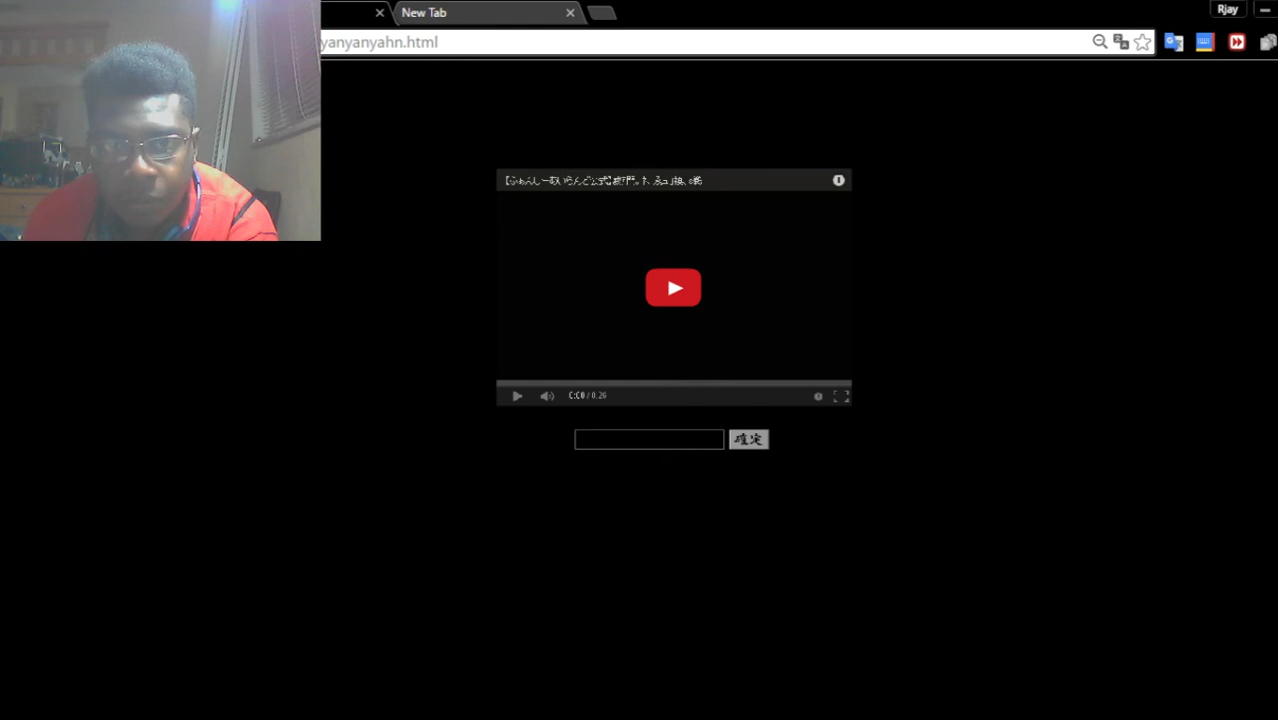 New Tab
Rjay
yanyanyahn.html
0:00 / 0:26
確定